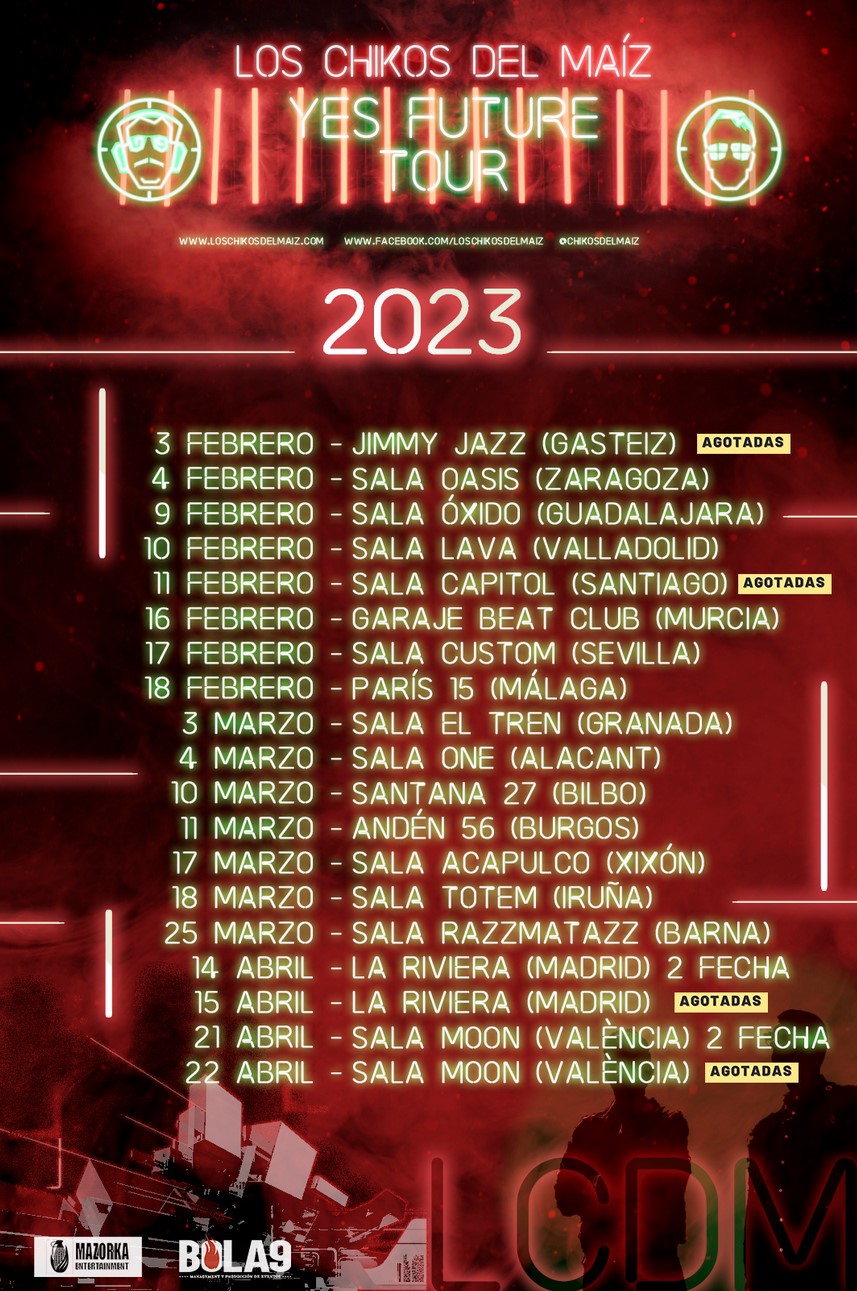 LOS CHIKOS DEL MAÍZ
YES FUTURE
TOUR
WWW.LOSCHIKOSDELMAIZ.COM WWW.FACEBOOK.COM/LOSCHIKOSDELMAIZ @CHIKOSDELMAIZ
2023
3 FEBRERO - JIMMY JAZZ (GASTEIZ) AGOTADAS
4 FEBRERO - SALA OASIS (ZARAGOZA)
9 FEBRERO - SALA ÓXIDO (GUADALAJARA)
10 FEBRERO - SALA LAVA (VALLADOLID)
11 FEBRERO - SALA CAPITOL (SANTIAGO) AGOTADAS
16 FEBRERO - GARAJE BEAT CLUB (MURCIA)
17 FEBRERO - SALA CUSTOM (SEVILLA)
18 FEBRERO - PARÍS 15 (MÁLAGA)
3 MARZO - SALA EL TREN (GRANADA)
4 MARZO - SALA ONE (ALACANT)
10 MARZO - SANTANA 27 (BILBO)
11 MARZO - ANDÉN 56 (BURGOS)
17 MARZO - SALA ACAPULCO (XIXÓN)
18 MARZO - SALA TOTEM (IRUÑA)
25 MARZO - SALA RAZZMATAZZ (BARNA)
14 ABRIL - LA RIVIERA (MADRID) 2 FECHA
15 ABRIL - LA RIVIERA (MADRID) AGOTADAS
21 ABRIL - SALA MOON (VALÈNCIA) 2 FECHA
22 ABRIL - SALA MOON (VALÈNCIA) AGOTADAS
LCDM
MAZORKA
ENTERTAINMENT
BOLA9
MANAGEMENT Y PRODUCCIÓN DE EVENTOS